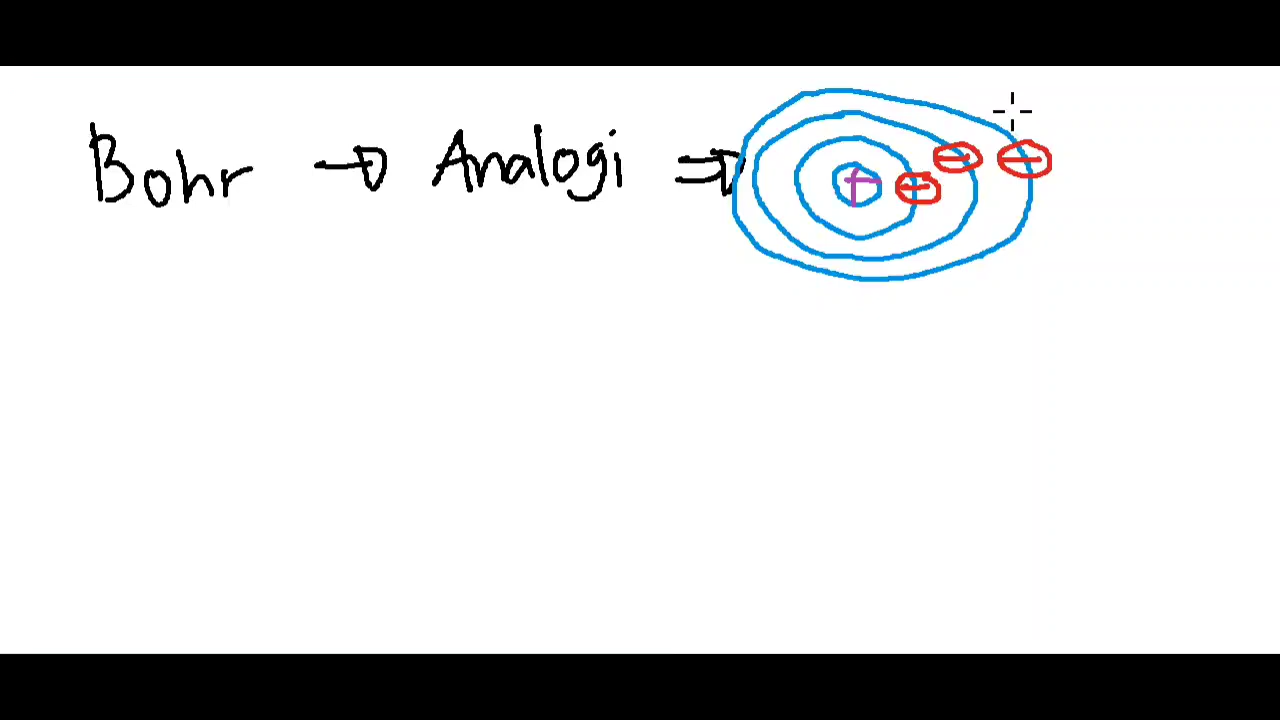 Bohr → Analogi ⇒ + - - -